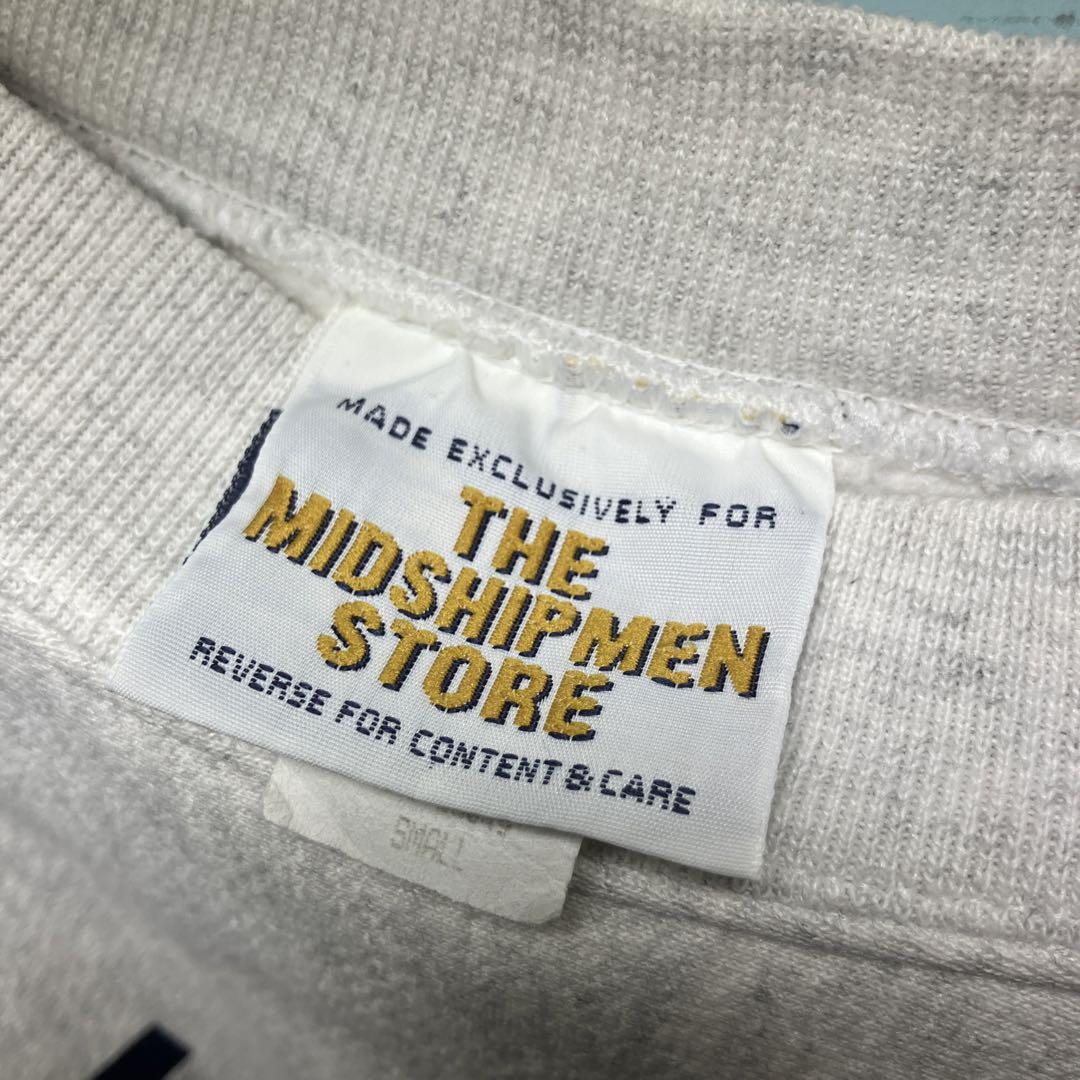 MADE EXCLUSIVELY FOR
THE
MIDSHIPMEN
STORE
REVERSE FOR CONTENT & CARE
SMALL